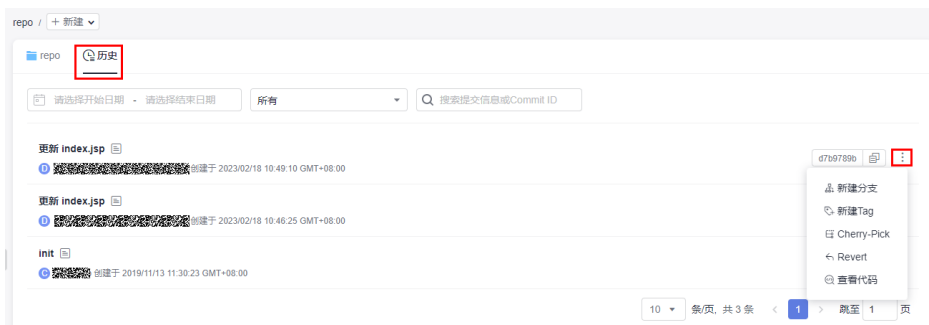 repo / + 新建
repo 历史
请选择开始日期 - 请选择结束日期 所有 搜索提交信息或Commit ID
更新 index.jsp
d7b9789b
D 创建于 2023/02/18 10:49:10 GMT+08:00
新建分支
更新 index.jsp
新建Tag
D 创建于 2023/02/18 10:46:25 GMT+08:00
Cherry-Pick
init
Revert
C 创建于 2019/11/13 11:30:23 GMT+08:00
查看代码
10 条/页, 共 3 条 < 1 > 跳至 1 页